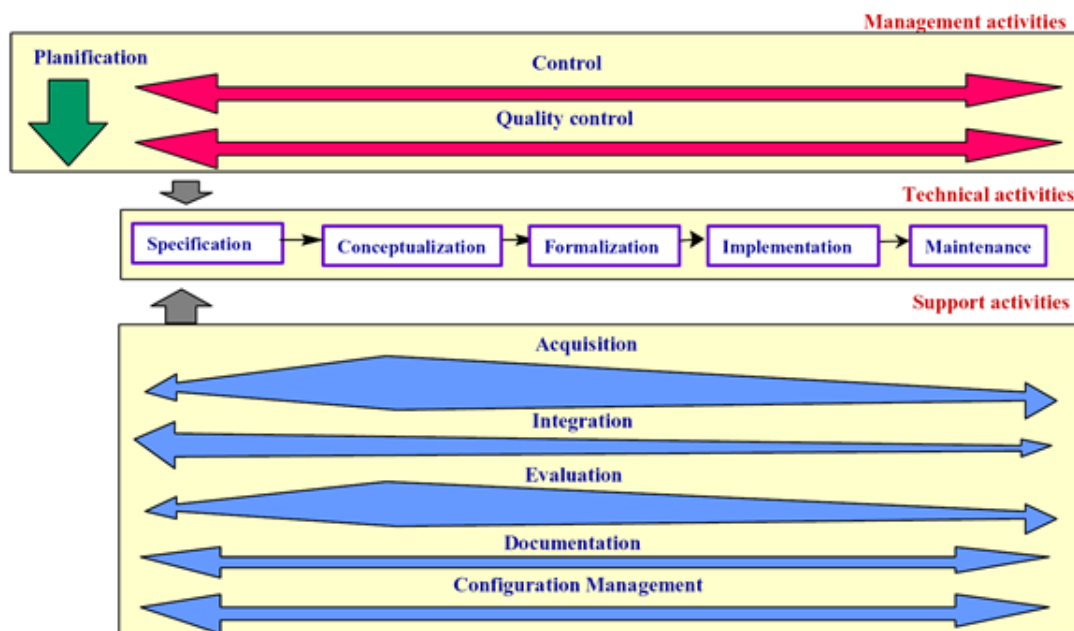 Management activities
Planification
Control
Quality control
Technical activities
Specification
Conceptualization
Formalization
Implementation
Maintenance
Support activities
Acquisition
Integration
Evaluation
Documentation
Configuration Management